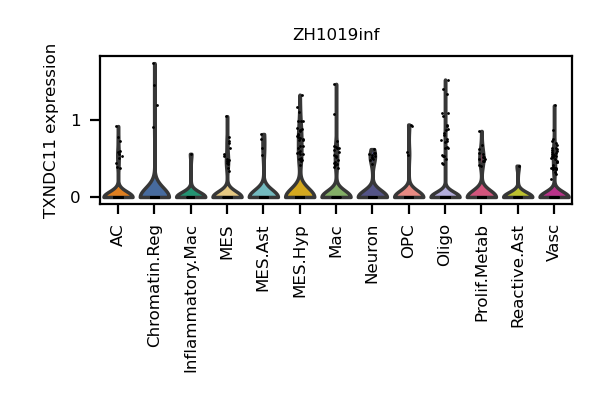 ZH1019inf
TXNDC11 expression
1
0
AC
Chromatin.Reg
Inflammatory.Mac
MES
MES.Ast
MES.Hyp
Mac
Neuron
OPC
Oligo
Prolif.Metab
Reactive.Ast
Vasc